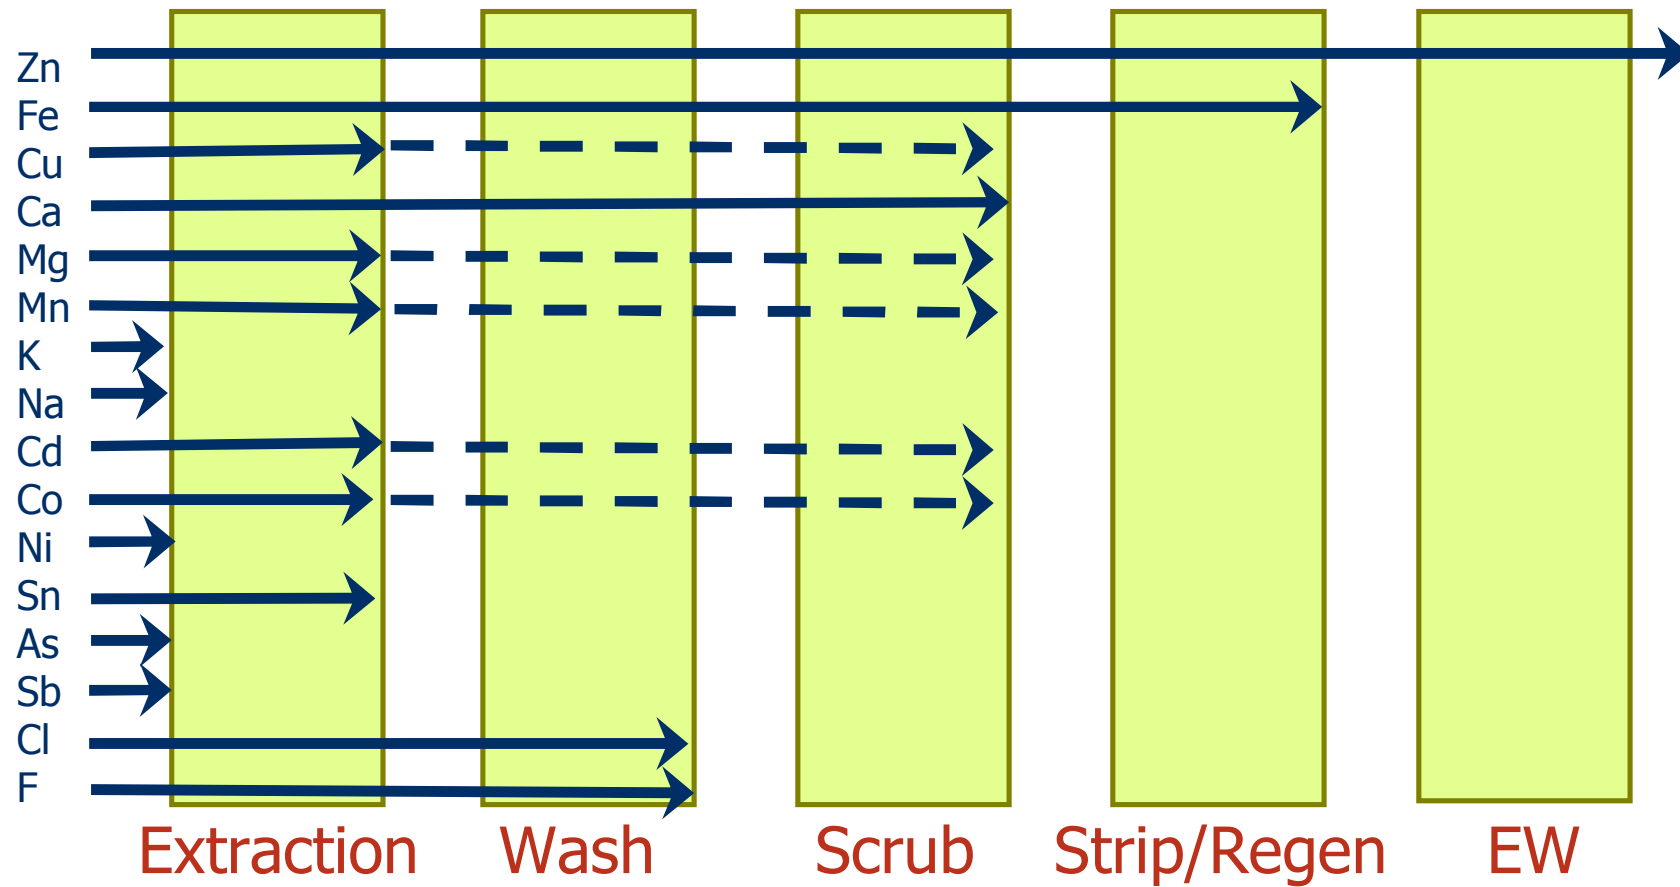 Zn
Fe
Cu
Ca
Mg
Mn
K
Na
Cd
Co
Ni
Sn
As
Sb
Cl
F
Extraction
Wash
Scrub
Strip/Regen
EW